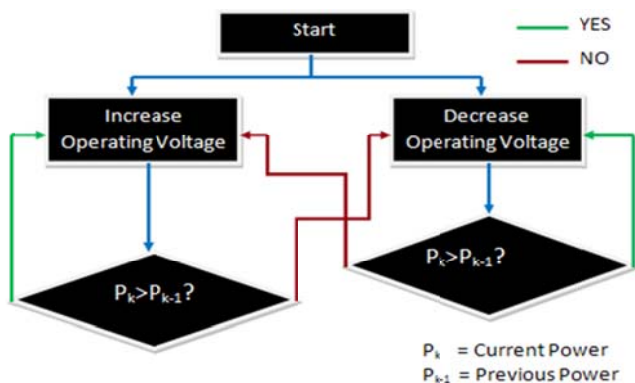 Start
YES
NO
Increase
Operating Voltage
Decrease
Operating Voltage
Pₖ>Pₖ₋₁?
Pₖ>Pₖ₋₁?
Pₖ = Current Power
Pₖ₋₁ = Previous Power